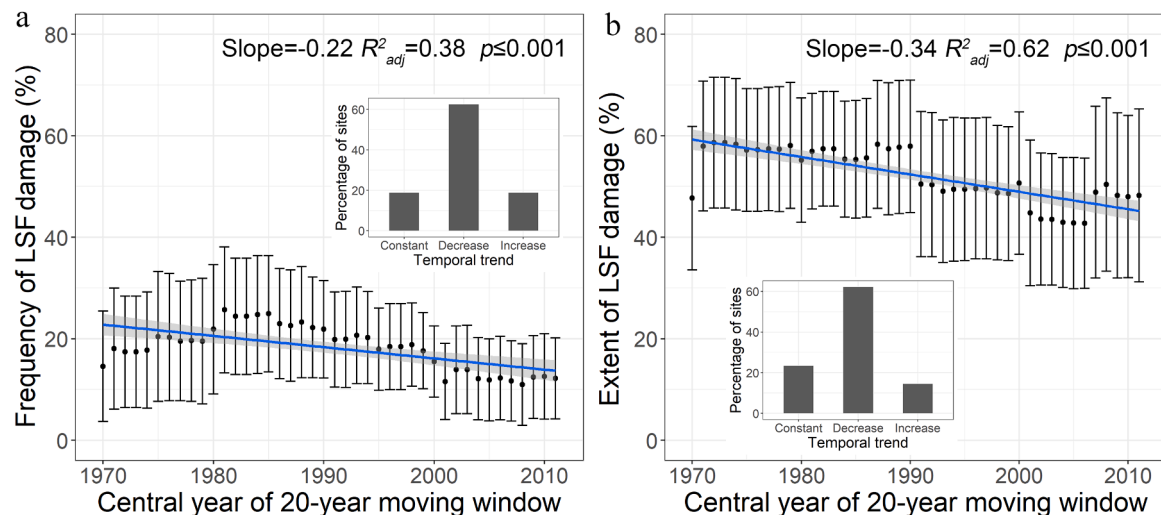 a
Slope=-0.22 R²adj=0.38 p≤0.001
Frequency of LSF damage (%)
80
60
40
20
0
Percentage of sites
60
40
20
0
Constant Decrease Increase
Temporal trend
1970 1980 1990 2000 2010
Central year of 20-year moving window
b
Slope=-0.34 R²adj=0.62 p≤0.001
Extent of LSF damage (%)
80
60
40
20
0
Percentage of sites
60
40
20
0
Constant Decrease Increase
Temporal trend
1970 1980 1990 2000 2010
Central year of 20-year moving window